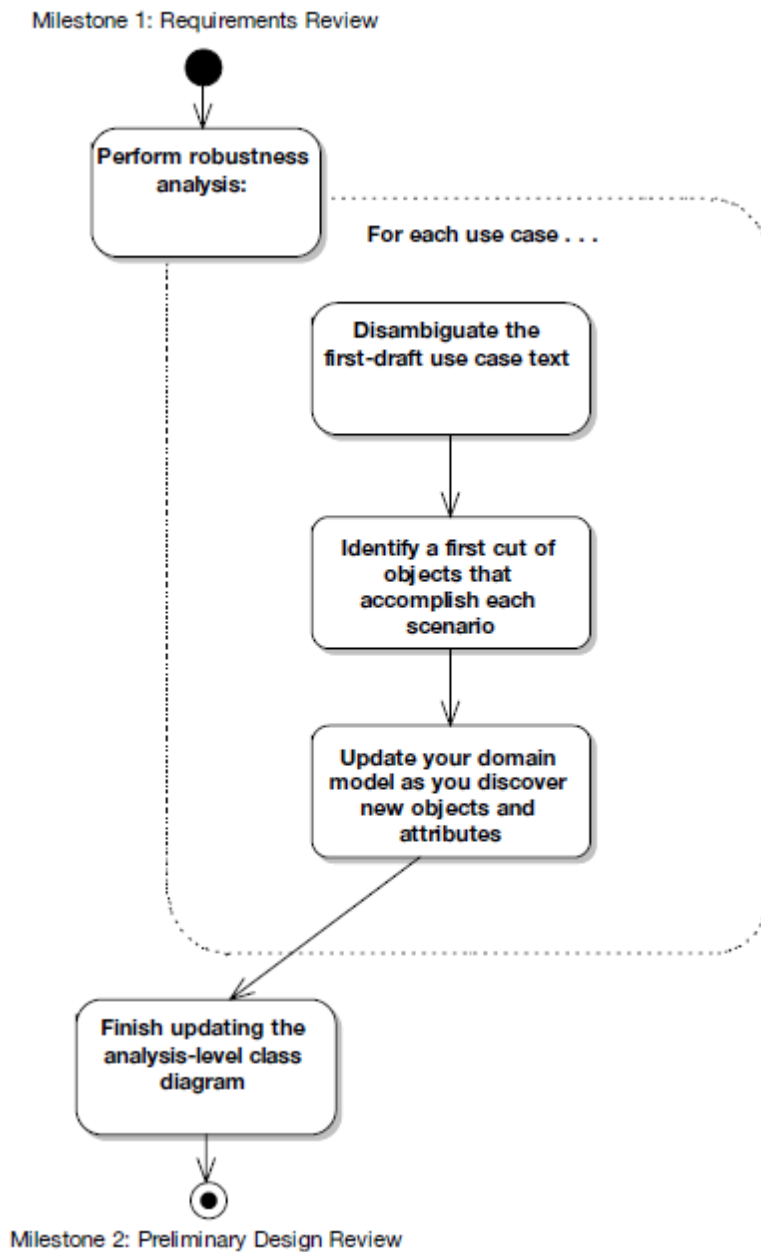 Milestone 1: Requirements Review
Perform robustness
analysis:
For each use case . . .
Disambiguate the
first-draft use case text
Identify a first cut of
objects that
accomplish each
scenario
Update your domain
model as you discover
new objects and
attributes
Finish updating the
analysis-level class
diagram
Milestone 2: Preliminary Design Review